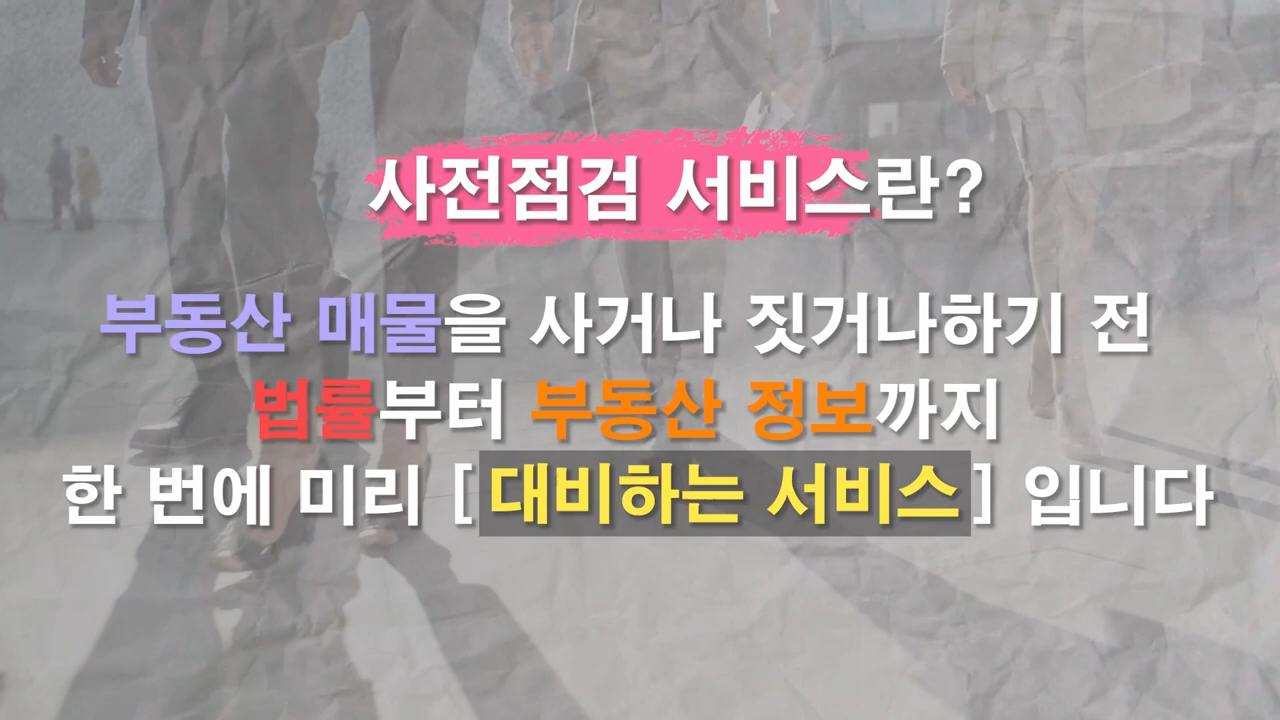 사전점검 서비스란?
부동산 매물을 사거나 짓거나하기 전
법률부터 부동산 정보까지
한 번에 미리 [대비하는 서비스] 입니다